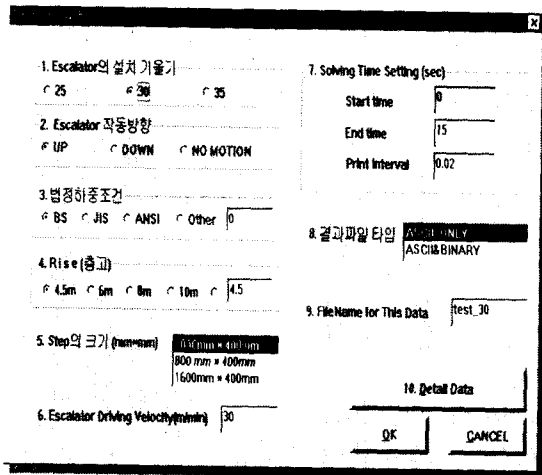 1. Escalator의 설치 기울기
25 30 35
2. Escalator 작동방향
UP DOWN NO MOTION
3. 법정하중조건
BS JIS ANSI Other 0
4. Rise(층고)
4.5m 6m 8m 10m 4.5
5. Step의 크기 (mm*mm)
400mm
800 mm * 400mm
1600mm * 400mm
6. Escalator Driving Velocity(m/min) 30
7. Solving Time Setting (sec)
Start time 0
End time 15
Print Interval 0.02
8. 결과파일 타입
ASCII ONLY
ASCII&BINARY
9. FileName for This Data test_30
10. Detail Data
OK CANCEL